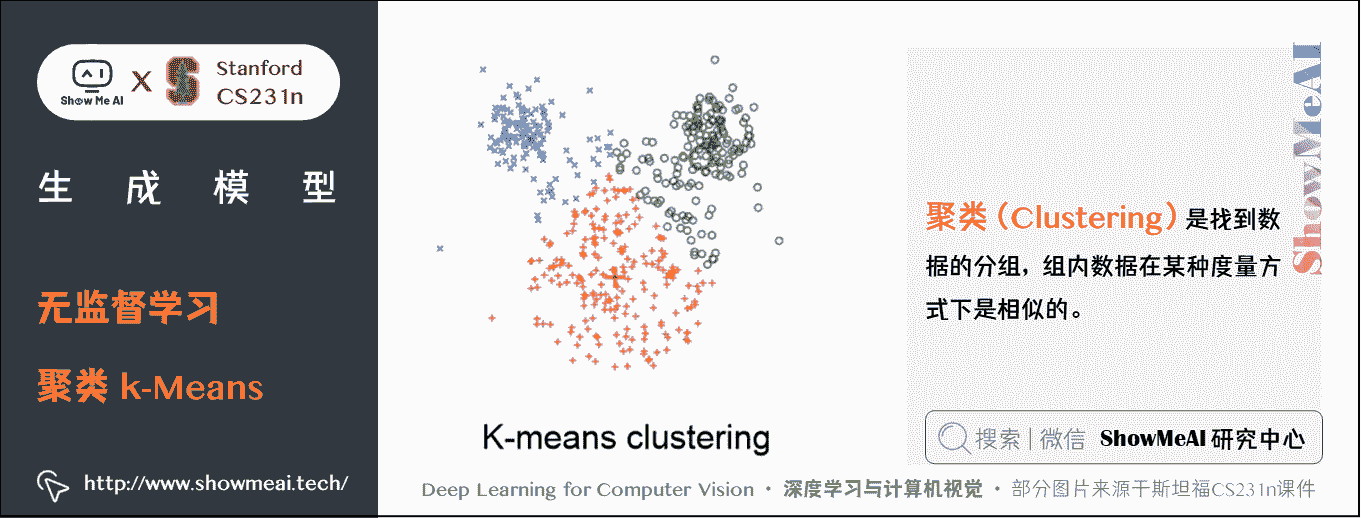 Show Me AI
X
S
Stanford
CS231n
生成模型
无监督学习
聚类 k-Means
http://www.showmeai.tech/
K-means clustering
聚类（Clustering）是找到数
据的分组，组内数据在某种度量方
式下是相似的。
ShowMeAI
搜索 | 微信 ShowMeAI 研究中心
Deep Learning for Computer Vision · 深度学习与计算机视觉 · 部分图片来源于斯坦福CS231n课件